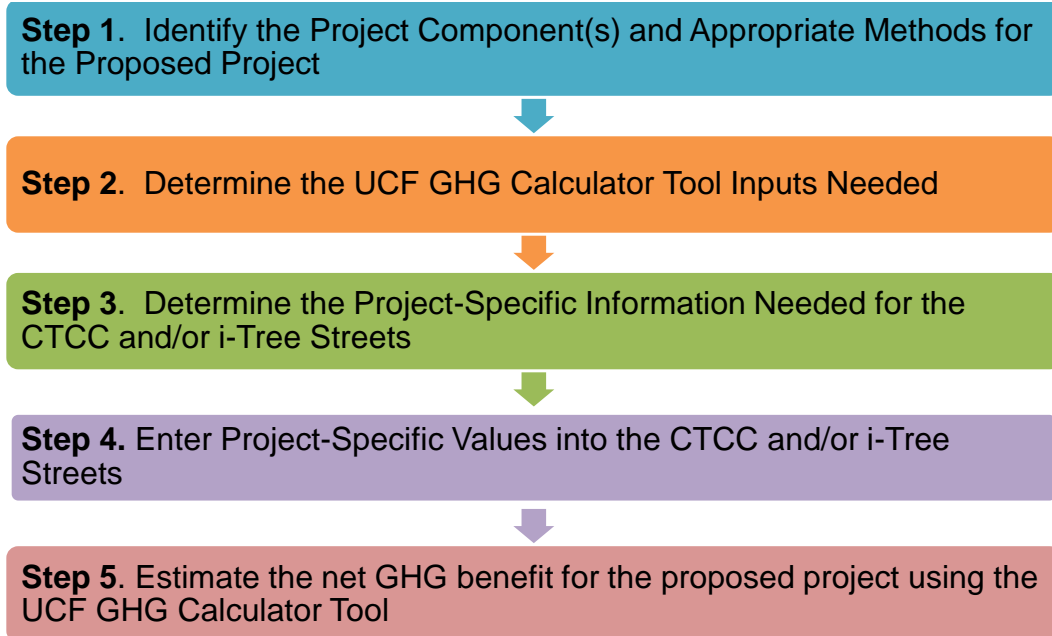 Step 1.  Identify the Project Component(s) and Appropriate Methods for
the Proposed Project
Step 2.  Determine the UCF GHG Calculator Tool Inputs Needed
Step 3.  Determine the Project-Specific Information Needed for the
CTCC and/or i-Tree Streets
Step 4. Enter Project-Specific Values into the CTCC and/or i-Tree
Streets
Step 5. Estimate the net GHG benefit for the proposed project using the
UCF GHG Calculator Tool